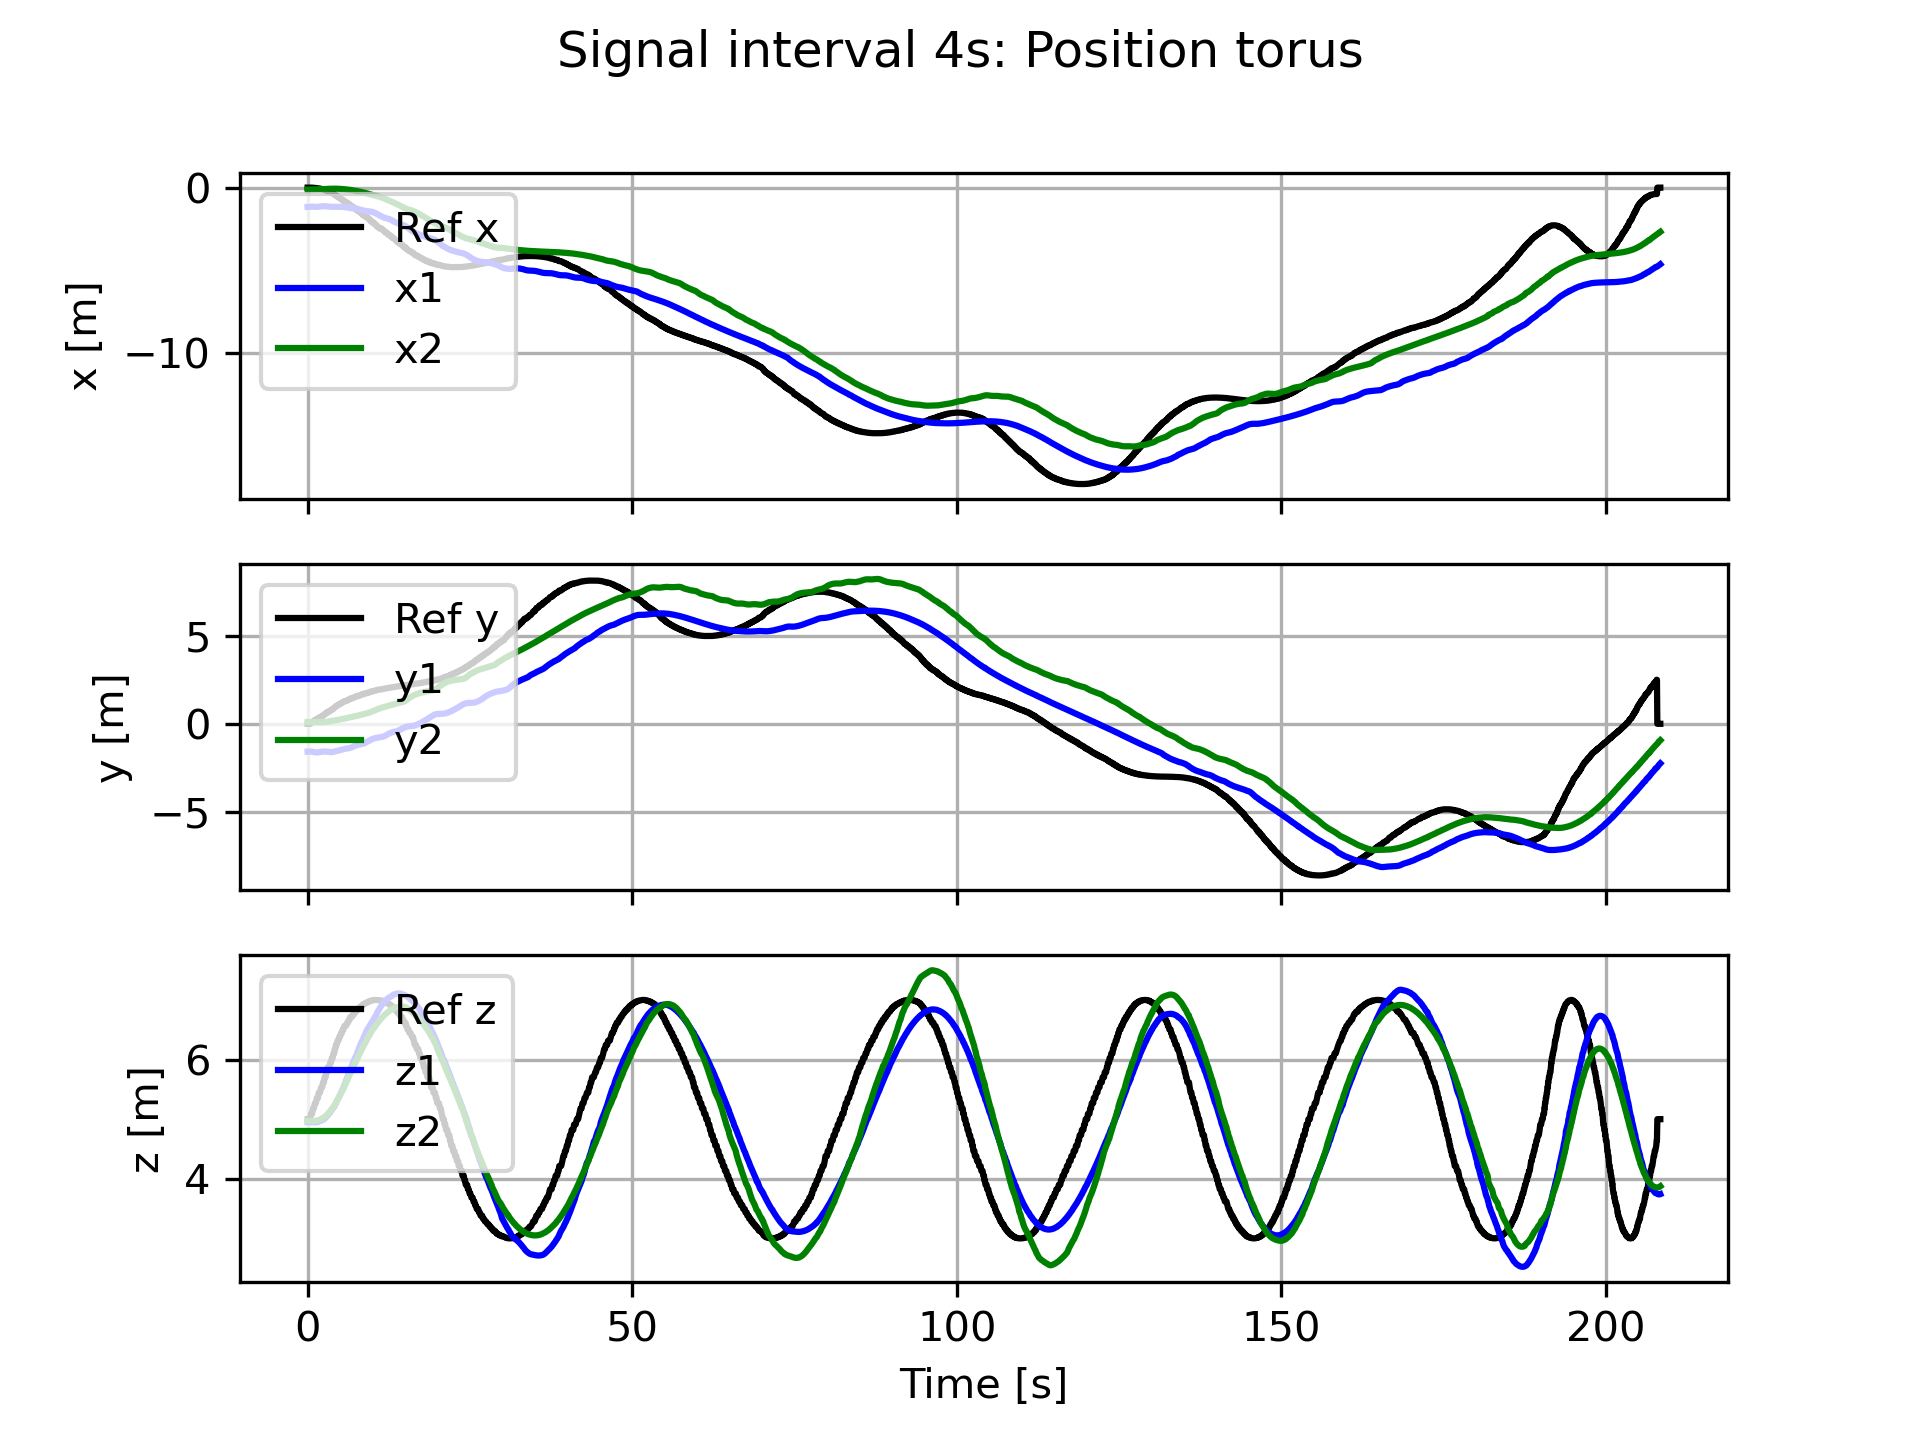 Signal interval 4s: Position torus
x [m]
0
−10
Ref x
x1
x2
y [m]
5
0
−5
Ref y
y1
y2
z [m]
6
4
Ref z
z1
z2
0 50 100 150 200
Time [s]